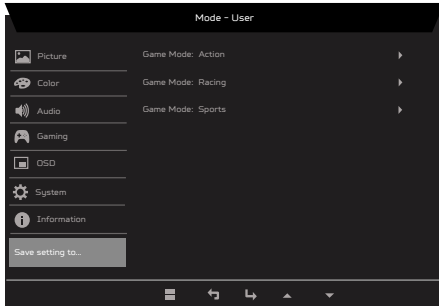 Mode - User
Picture
Color
Audio
Gaming
OSD
System
Information
Save setting to...
Game Mode: Action
Game Mode: Racing
Game Mode: Sports